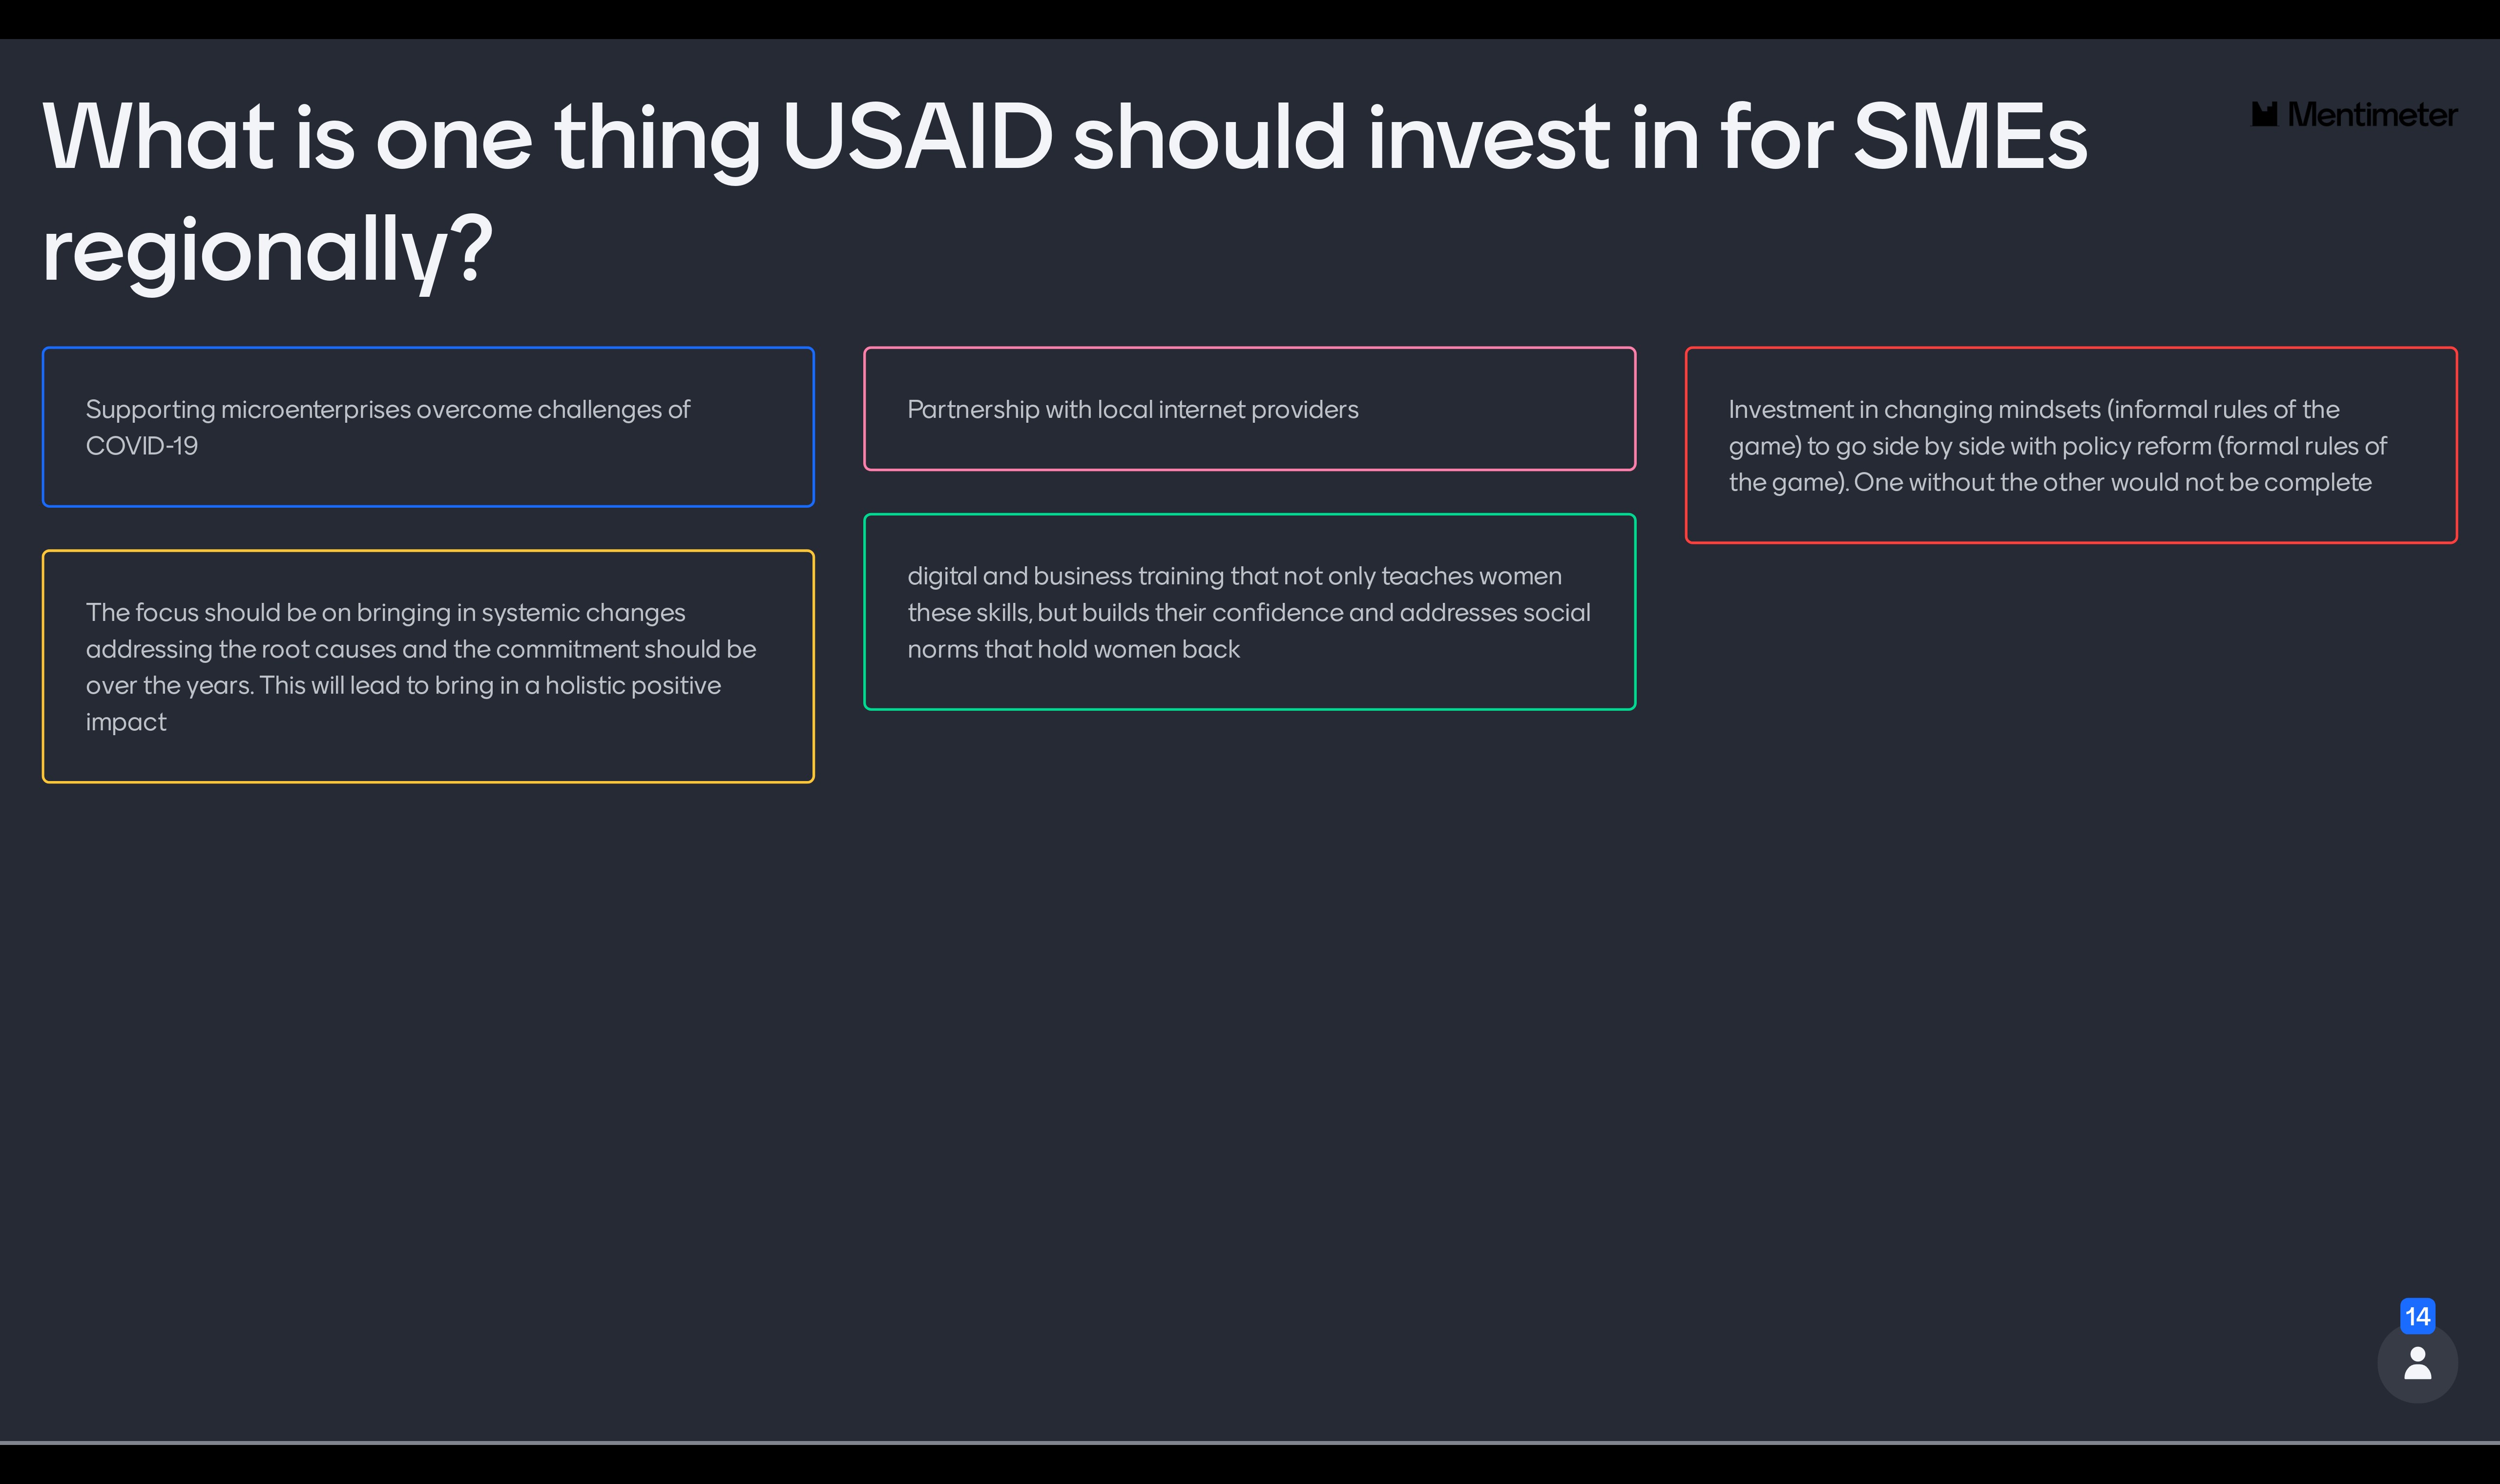 What is one thing USAID should invest in for SMEs
regionally?
Mentimeter
Supporting microenterprises overcome challenges of
COVID-19
Partnership with local internet providers
Investment in changing mindsets (informal rules of the
game) to go side by side with policy reform (formal rules of
the game). One without the other would not be complete
The focus should be on bringing in systemic changes
addressing the root causes and the commitment should be
over the years. This will lead to bring in a holistic positive
impact
digital and business training that not only teaches women
these skills, but builds their confidence and addresses social
norms that hold women back
14